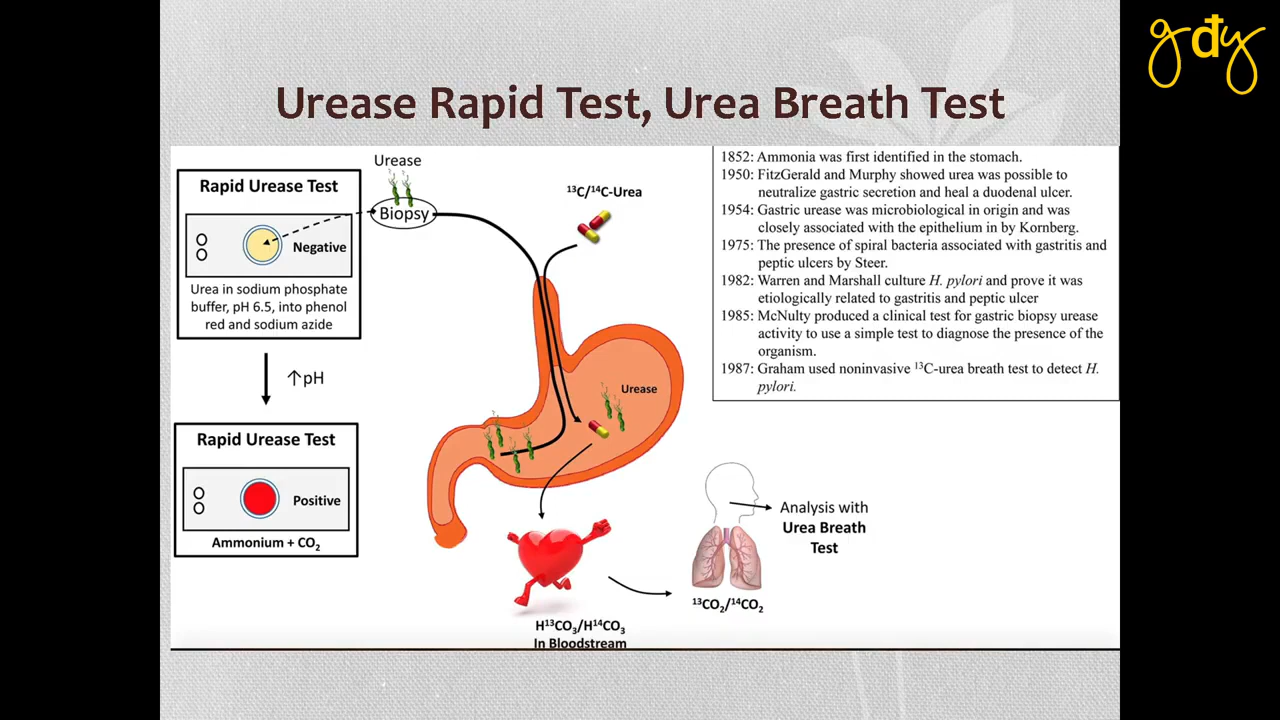 gdy
Urease Rapid Test, Urea Breath Test
Rapid Urease Test
Negative
Urea in sodium phosphate
buffer, pH 6.5, into phenol
red and sodium azide
↑pH
Rapid Urease Test
Positive
Ammonium + CO₂
Urease
Biopsy
¹³C/¹⁴C-Urea
Urease
H¹³CO₃/H¹⁴CO₃
In Bloodstream
¹³CO₂/¹⁴CO₂
Analysis with
Urea Breath
Test
1852: Ammonia was first identified in the stomach.
1950: FitzGerald and Murphy showed urea was possible to
neutralize gastric secretion and heal a duodenal ulcer.
1954: Gastric urease was microbiological in origin and was
closely associated with the epithelium in by Kornberg.
1975: The presence of spiral bacteria associated with gastritis and
peptic ulcers by Steer.
1982: Warren and Marshall culture H. pylori and prove it was
etiologically related to gastritis and peptic ulcer
1985: McNulty produced a clinical test for gastric biopsy urease
activity to use a simple test to diagnose the presence of the
organism.
1987: Graham used noninvasive ¹³C-urea breath test to detect H.
pylori.